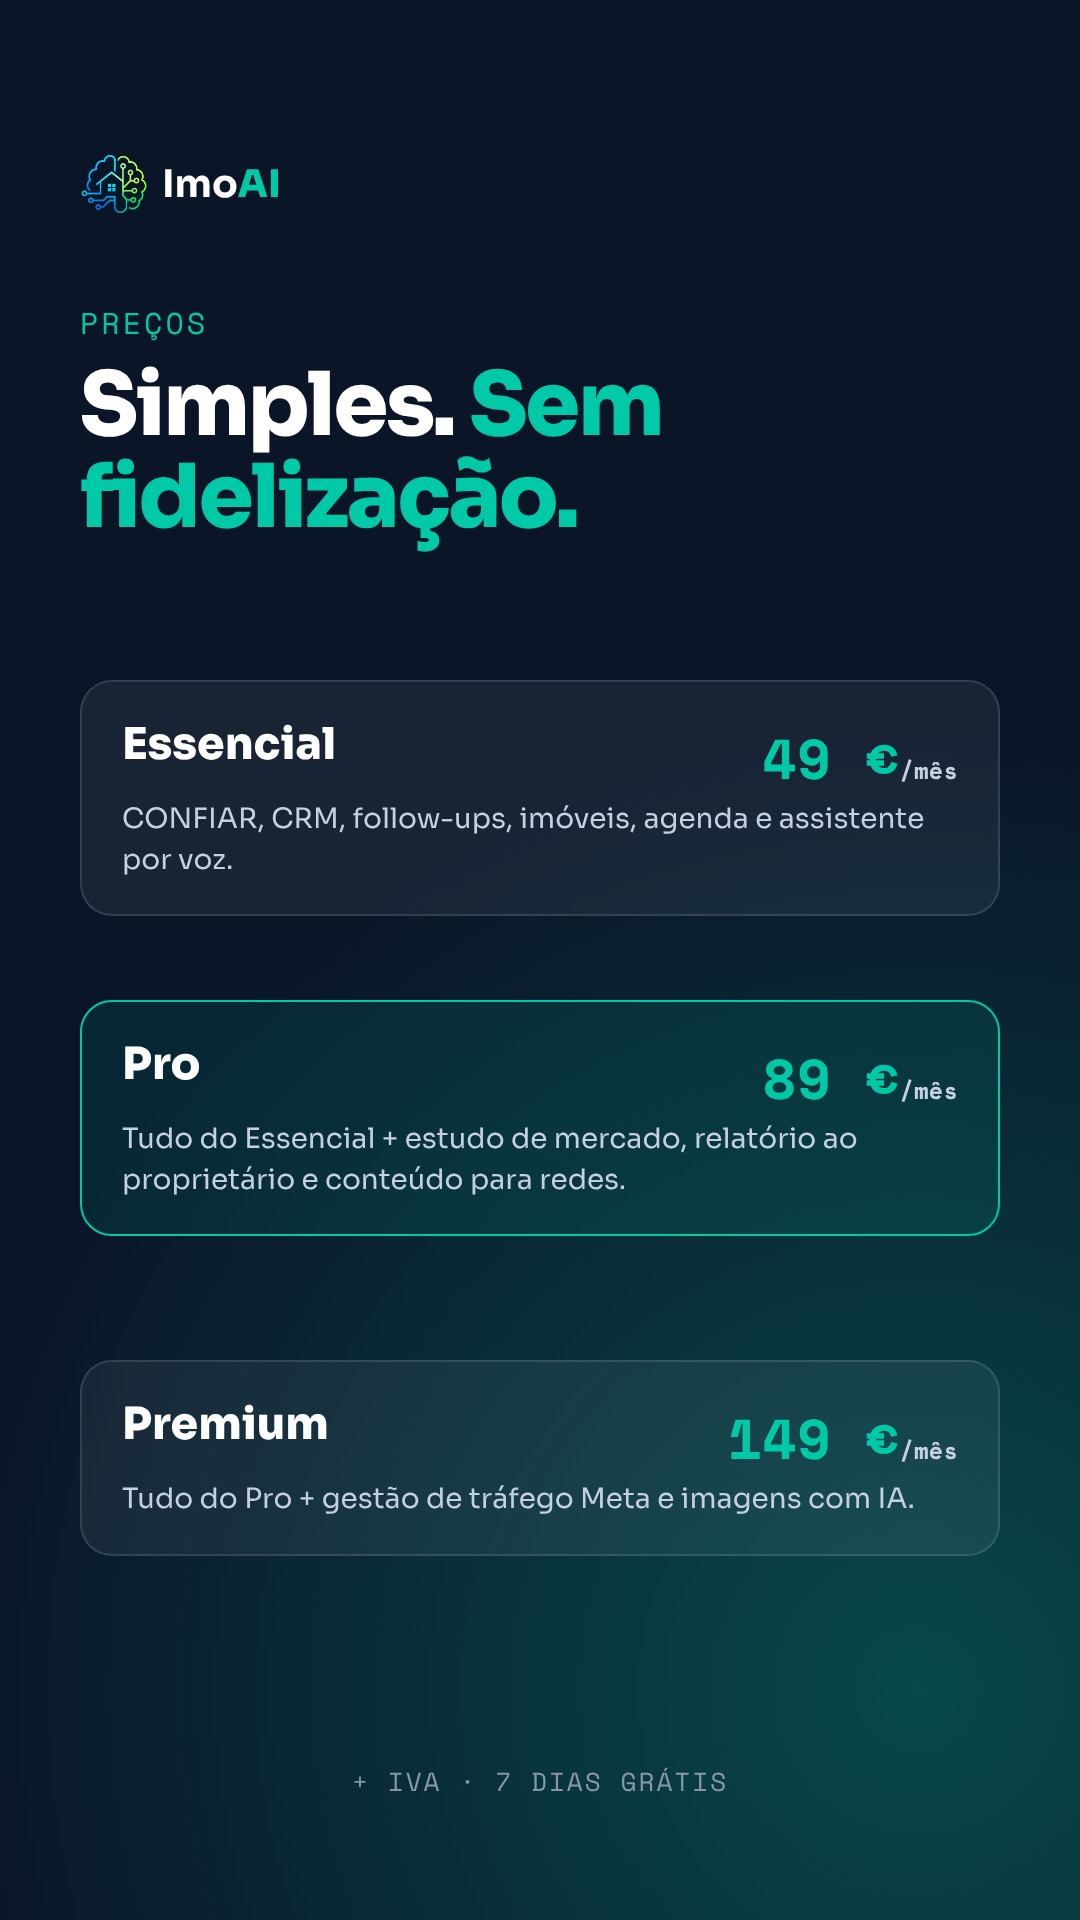 ImoAI
PREÇOS
Simples. Sem
fidelização.
Essencial
49 €/mês
CONFIAR, CRM, follow-ups, imóveis, agenda e assistente
por voz.
Pro
89 €/mês
Tudo do Essencial + estudo de mercado, relatório ao
proprietário e conteúdo para redes.
Premium
149 €/mês
Tudo do Pro + gestão de tráfego Meta e imagens com IA.
+ IVA · 7 DIAS GRÁTIS